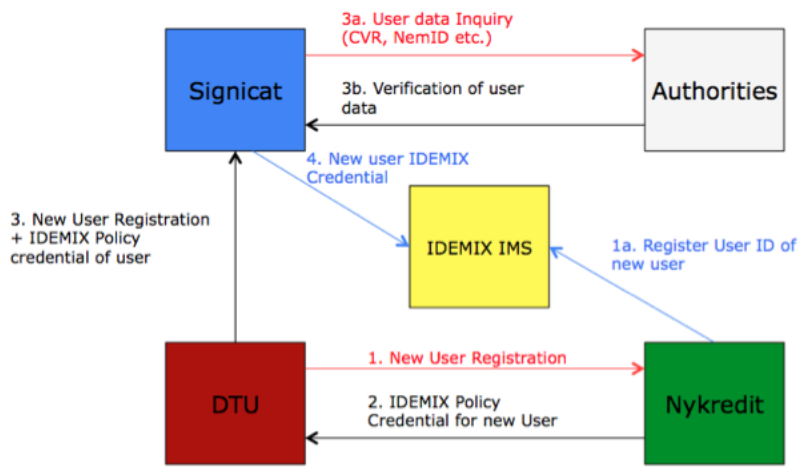 3a. User data Inquiry
(CVR, NemID etc.)
Signicat
3b. Verification of user
data
Authorities
4. New user IDEMIX
Credential
3. New User Registration
+ IDEMIX Policy
credential of user
IDEMIX IMS
1a. Register User ID of
new user
1. New User Registration
DTU
2. IDEMIX Policy
Credential for new User
Nykredit